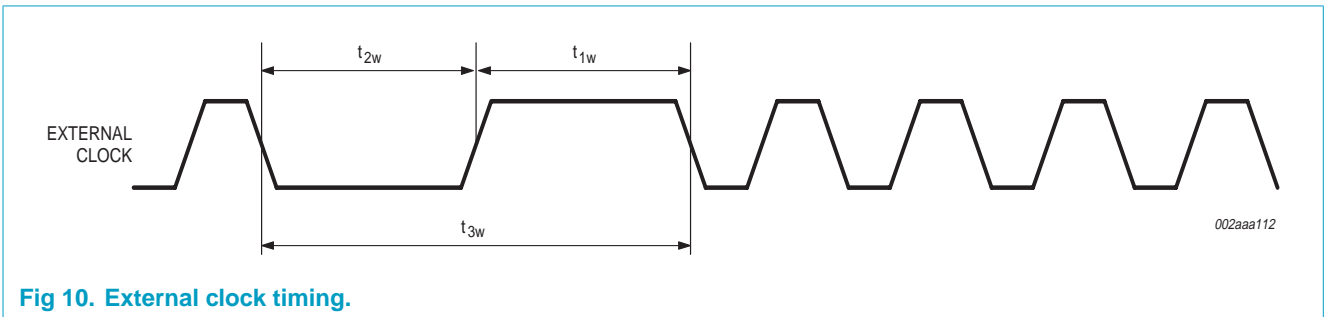 t2w
t1w
EXTERNAL
CLOCK
t3w
002aaa112
Fig 10. External clock timing.